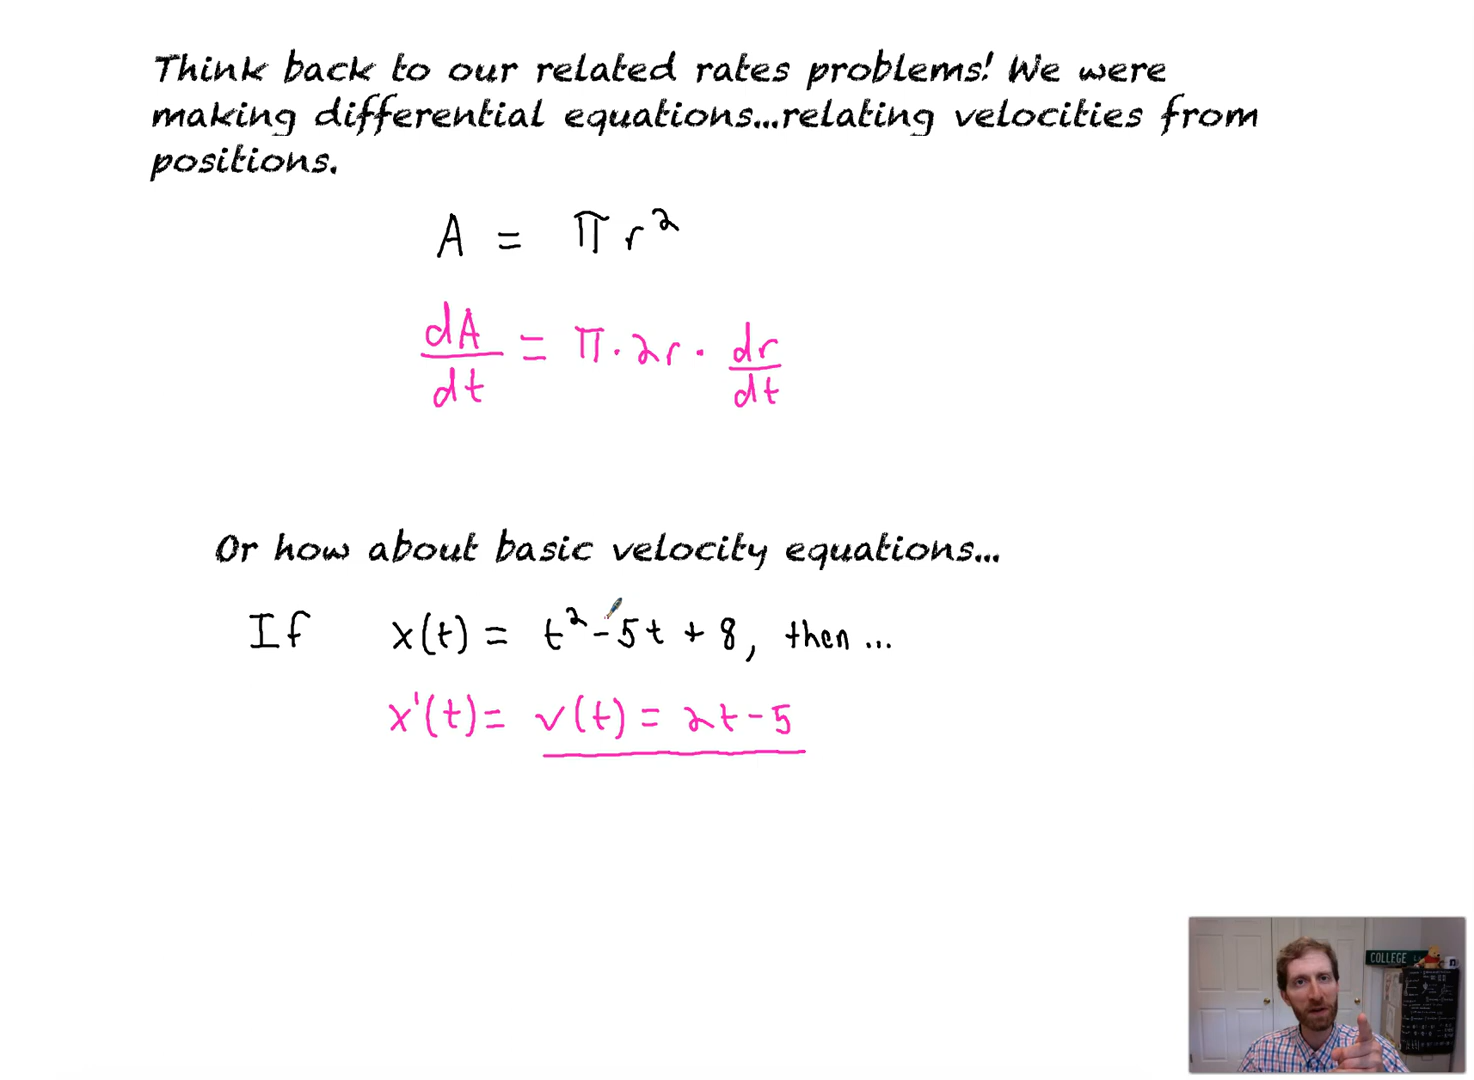 Think back to our related rates problems! We were
making differential equations...relating velocities from
positions.
A = πr²
dA/dt = π · 2r · dr/dt
Or how about basic velocity equations...
If x(t) = t² - 5t + 8, then ...
x'(t) = v(t) = 2t - 5
COLLEGE